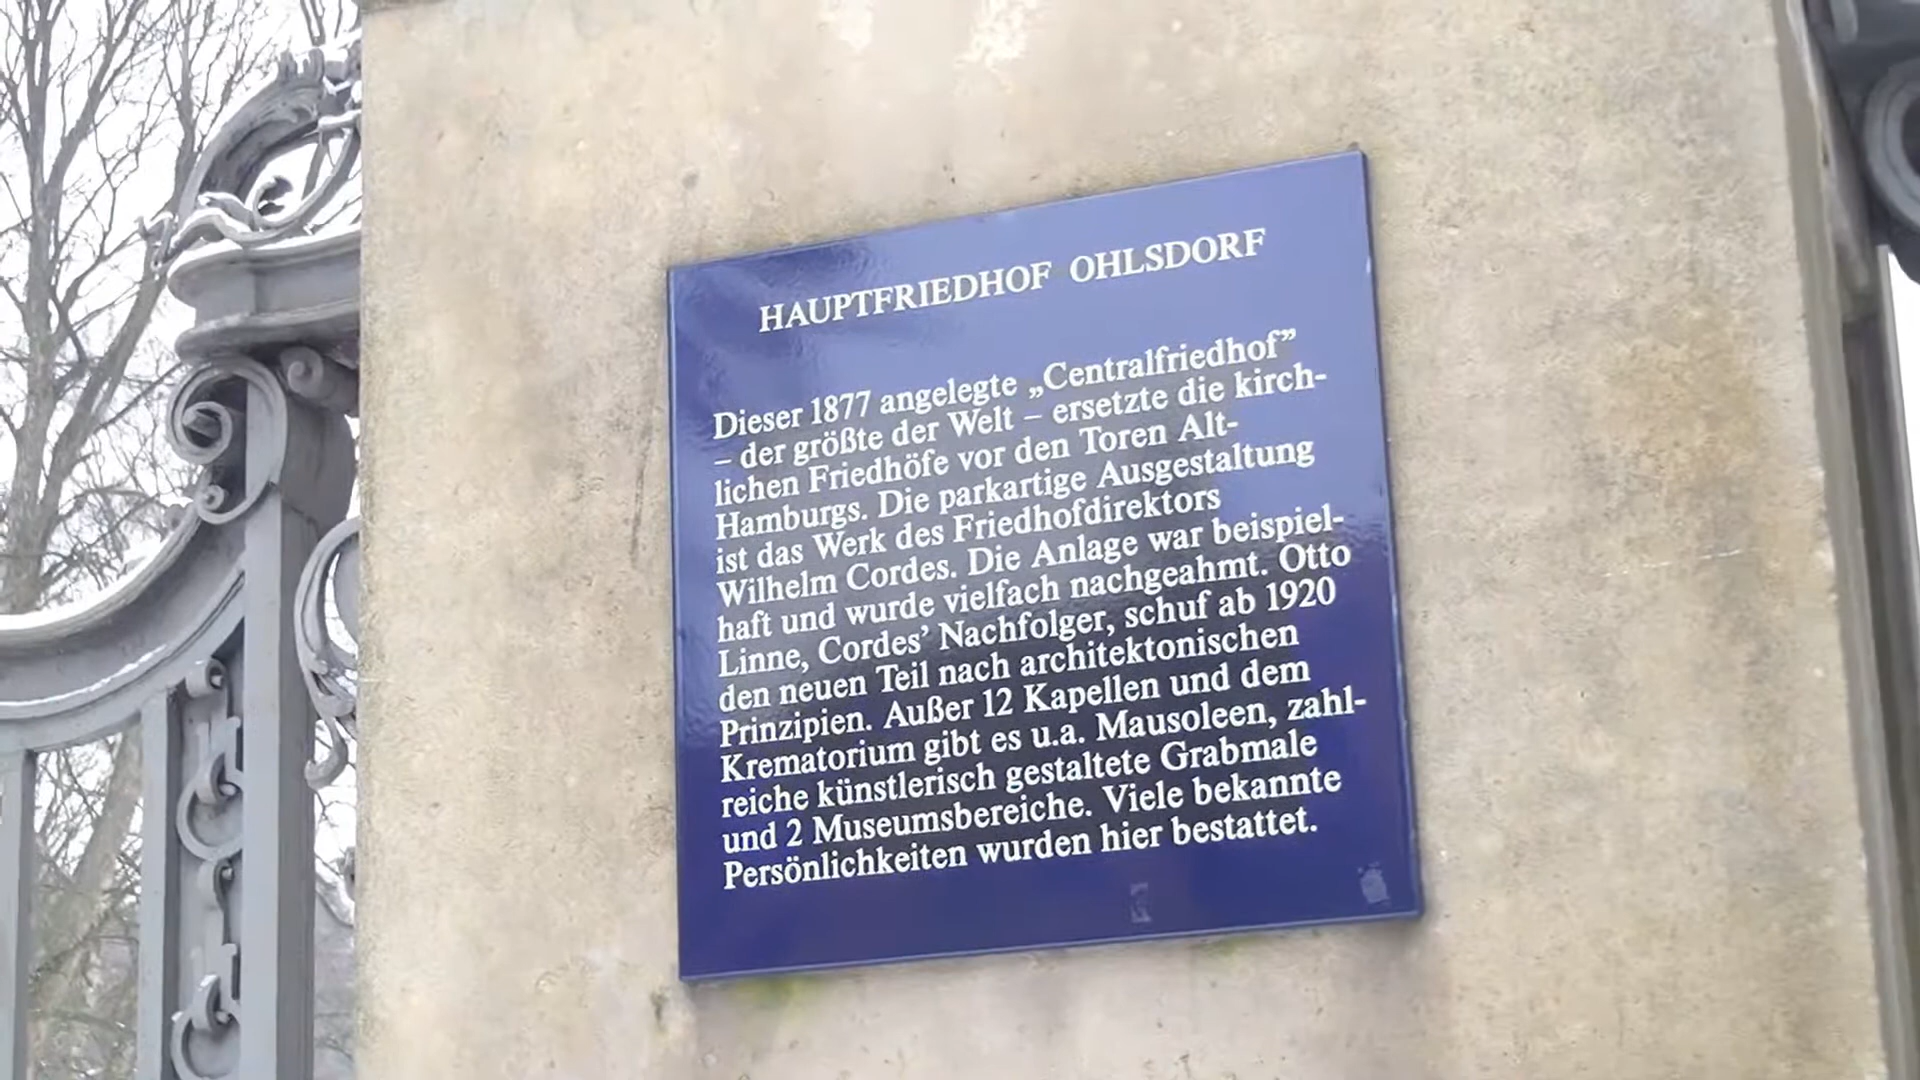 HAUPTFRIEDHOF OHLSDORF
Dieser 1877 angelegte „Centralfriedhof”
– der größte der Welt – ersetzte die kirch-
lichen Friedhöfe vor den Toren Alt-
Hamburgs. Die parkartige Ausgestaltung
ist das Werk des Friedhofdirektors
Wilhelm Cordes. Die Anlage war beispiel-
haft und wurde vielfach nachgeahmt. Otto
Linne, Cordes’ Nachfolger, schuf ab 1920
den neuen Teil nach architektonischen
Prinzipien. Außer 12 Kapellen und dem
Krematorium gibt es u.a. Mausoleen, zahl-
reiche künstlerisch gestaltete Grabmale
und 2 Museumsbereiche. Viele bekannte
Persönlichkeiten wurden hier bestattet.